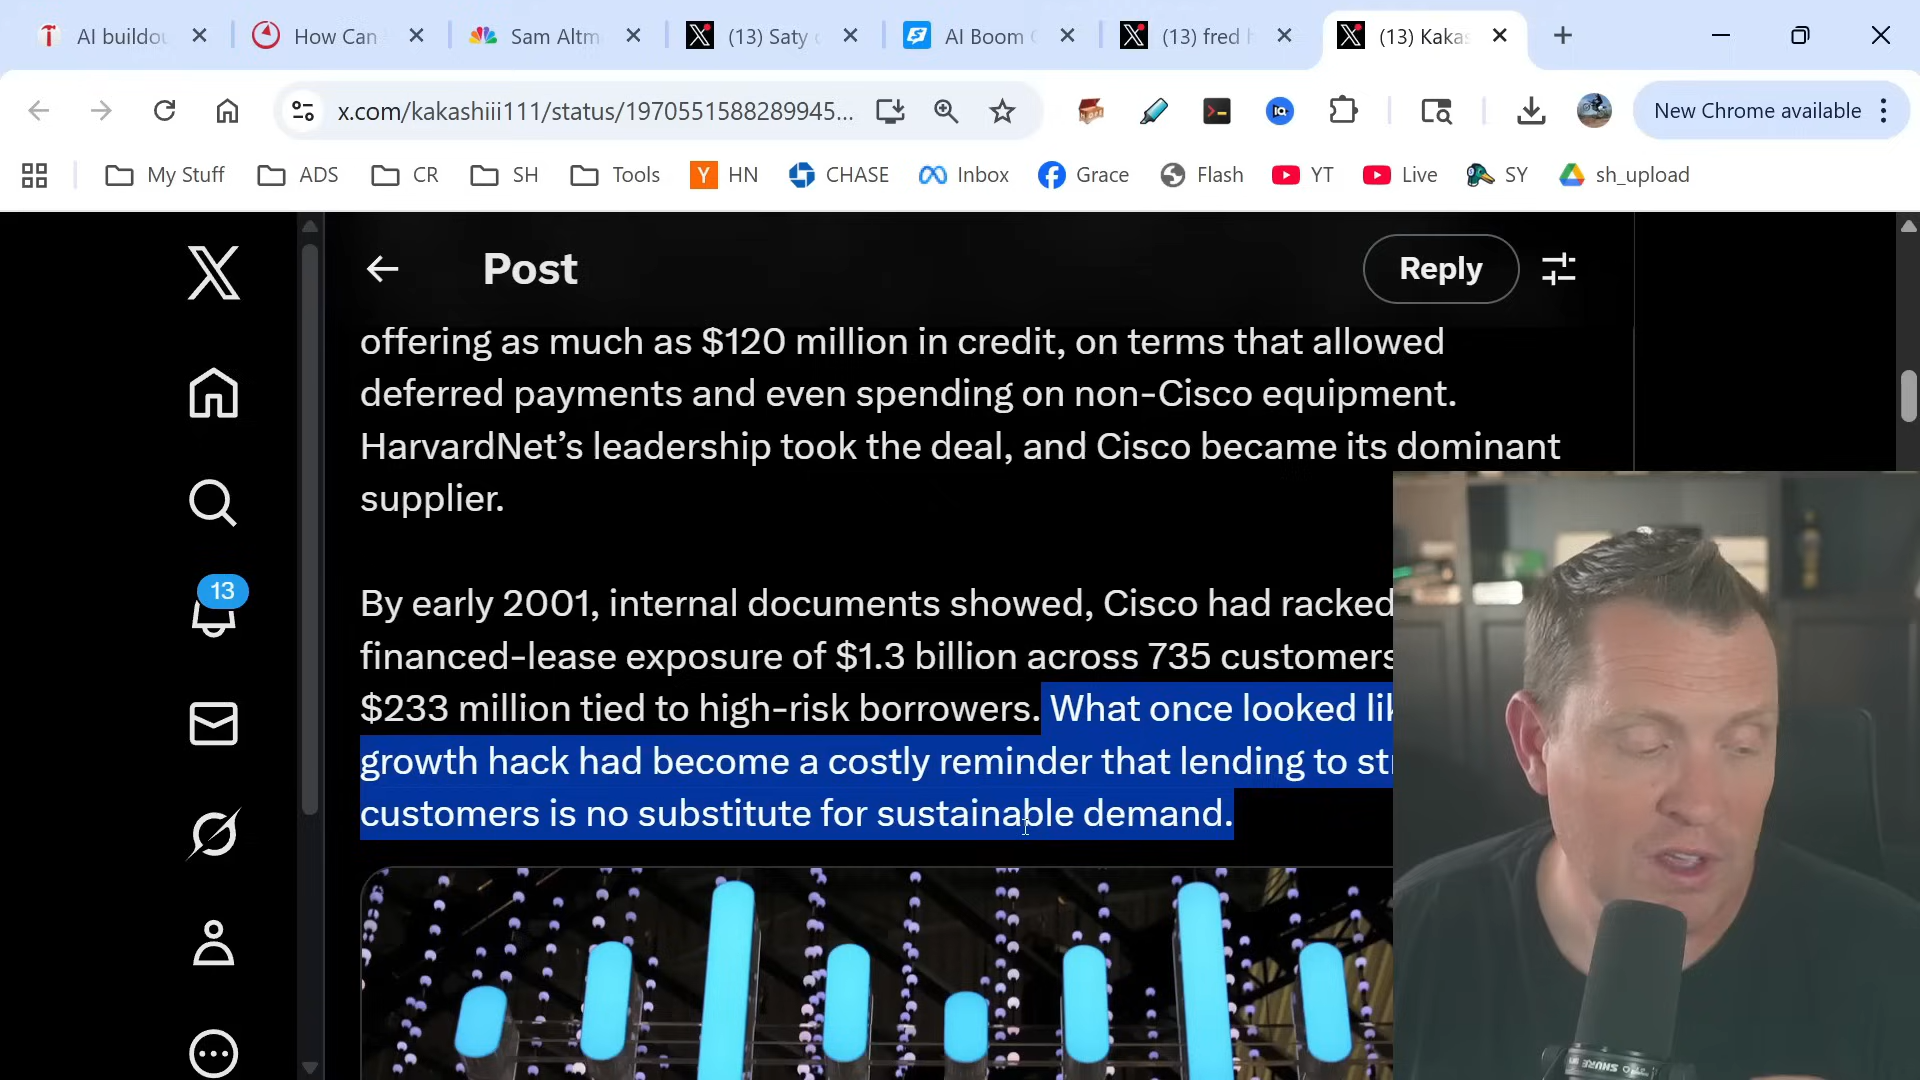 AI buildou
How Can
Sam Altm
(13) Saty
AI Boom
(13) fred h
(13) Kakas
x.com/kakashiii111/status/1970551588289945...
New Chrome available
My Stuff
ADS
CR
SH
Tools
HN
CHASE
Inbox
Grace
Flash
YT
Live
SY
sh_upload
Post
Reply
offering as much as $120 million in credit, on terms that allowed
deferred payments and even spending on non-Cisco equipment.
HarvardNet’s leadership took the deal, and Cisco became its dominant
supplier.
13
By early 2001, internal documents showed, Cisco had racked
financed-lease exposure of $1.3 billion across 735 customers
$233 million tied to high-risk borrowers. What once looked lik
growth hack had become a costly reminder that lending to str
customers is no substitute for sustainable demand.
SHURE